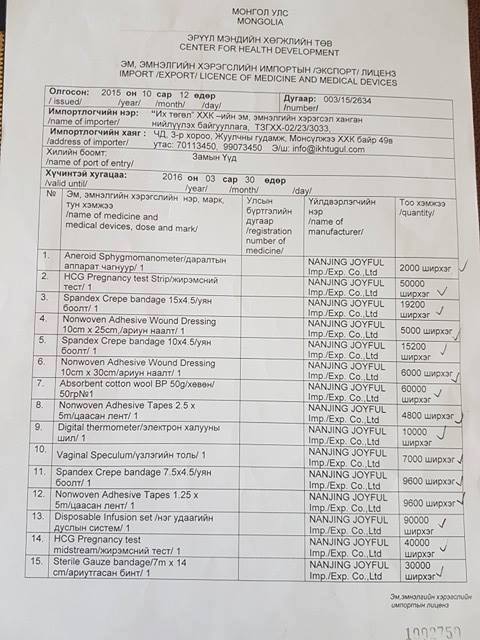 МОНГОЛ УЛС
MONGOLIA
ЭРҮҮЛ МЭНДИЙН ХӨГЖЛИЙН ТӨВ
CENTER FOR HEALTH DEVELOPMENT
ЭМ, ЭМНЭЛГИЙН ХЭРЭГСЛИЙН ИМПОРТЫН /ЭКСПОРТ/ ЛИЦЕНЗ
IMPORT /EXPORT/ LICENCE OF MEDICINE AND MEDICAL DEVICES
Олгосон: 2015 он 10 сар 12 өдөр
/ issued/ /year/ /month/ /day/
Дугаар: 003/15/2634
/number/
Импортлогчийн нэр: "Их төгөл" ХХК –ийн эм, эмнэлгийн хэрэгсэл ханган
/name of importer/ нийлүүлэх байгууллага, ТЗГХХ-02/23/3033,
Импортлогчийн хаяг : ЧД, 3-р хороо, Жуулчны гудамж, Монсүлжээ ХХК байр 49в
/address of importer/ утас: 70113450, 99073450 Э/ш: info@ikhtugul.com
Хилийн боомт: Замын Үүд
/name of port of entry/
Хүчинтэй хугацаа: 2016 он 03 сар 30 өдөр
/valid until/ /year/ /month/ /day/
№
Эм, эмнэлгийн хэрэгслийн нэр, марк,
тун хэмжээ
/name of medicine and
medical devices, dose and mark/
Улсын
бүртгэлийн
дугаар
/registration
number of
medicine/
Үйлдвэрлэгчийн
нэр
/name of
manufacturer/
Тоо хэмжээ
/quantity/
1. Aneroid Sphygmomanometer/даралтын
аппарат чагнуур/ 1
NANJING JOYFUL
Imp./Exp. Co.,Ltd
2000 ширхэг
2. HCG Pregnancy test Strip/жирэмсний
тест/ 1
NANJING JOYFUL
Imp./Exp. Co.,Ltd
50000
ширхэг
3. Spandex Crepe bandage 15x4.5/уян
боолт/ 1
NANJING JOYFUL
Imp./Exp. Co.,Ltd
19200
ширхэг
4. Nonwoven Adhesive Wound Dressing
10cm x 25cm,/ариун наалт/ 1
NANJING JOYFUL
Imp./Exp. Co.,Ltd
5000 ширхэг
5. Spandex Crepe bandage 10x4.5/уян
боолт/ 1
NANJING JOYFUL
Imp./Exp. Co.,Ltd
15200
ширхэг
6. Nonwoven Adhesive Wound Dressing
10cm x 30cm/ариун наалт/ 1
NANJING JOYFUL
Imp./Exp. Co.,Ltd
6000 ширхэг
7. Absorbent cotton wool BP 50g/хөвөн/
50гр№1
NANJING JOYFUL
Imp./Exp. Co.,Ltd
60000
ширхэг
8. Nonwoven Adhesive Tapes 2.5 x
5m/цаасан лент/ 1
NANJING JOYFUL
Imp./Exp. Co.,Ltd
4800 ширхэг
9. Digital thermometer/электрон халууны
шил/ 1
NANJING JOYFUL
Imp./Exp. Co.,Ltd
10000
ширхэг
10. Vaginal Speculum/үзлэгийн толь/ 1
NANJING JOYFUL
Imp./Exp. Co.,Ltd
7000 ширхэг
11. Spandex Crepe bandage 7.5x4.5/уян
боолт/ 1
NANJING JOYFUL
Imp./Exp. Co.,Ltd
9600 ширхэг
12. Nonwoven Adhesive Tapes 1.25 x
5m/цаасан лент/ 1
NANJING JOYFUL
Imp./Exp. Co.,Ltd
9600 ширхэг
13. Disposable Infusion set /нэг удаагийн
дуслын систем/ 1
NANJING JOYFUL
Imp./Exp. Co.,Ltd
90000
ширхэг
14. HCG Pregnancy test
midstream/жирэмсний тест/ 1
NANJING JOYFUL
Imp./Exp. Co.,Ltd
40000
ширхэг
15. Sterile Gauze bandage/7m x 14
cm/ариутгасан бинт/ 1
NANJING JOYFUL
Imp./Exp. Co.,Ltd
30000
ширхэг
Эм,эмнэлгийн хэрэгслийн
импортын лиценз